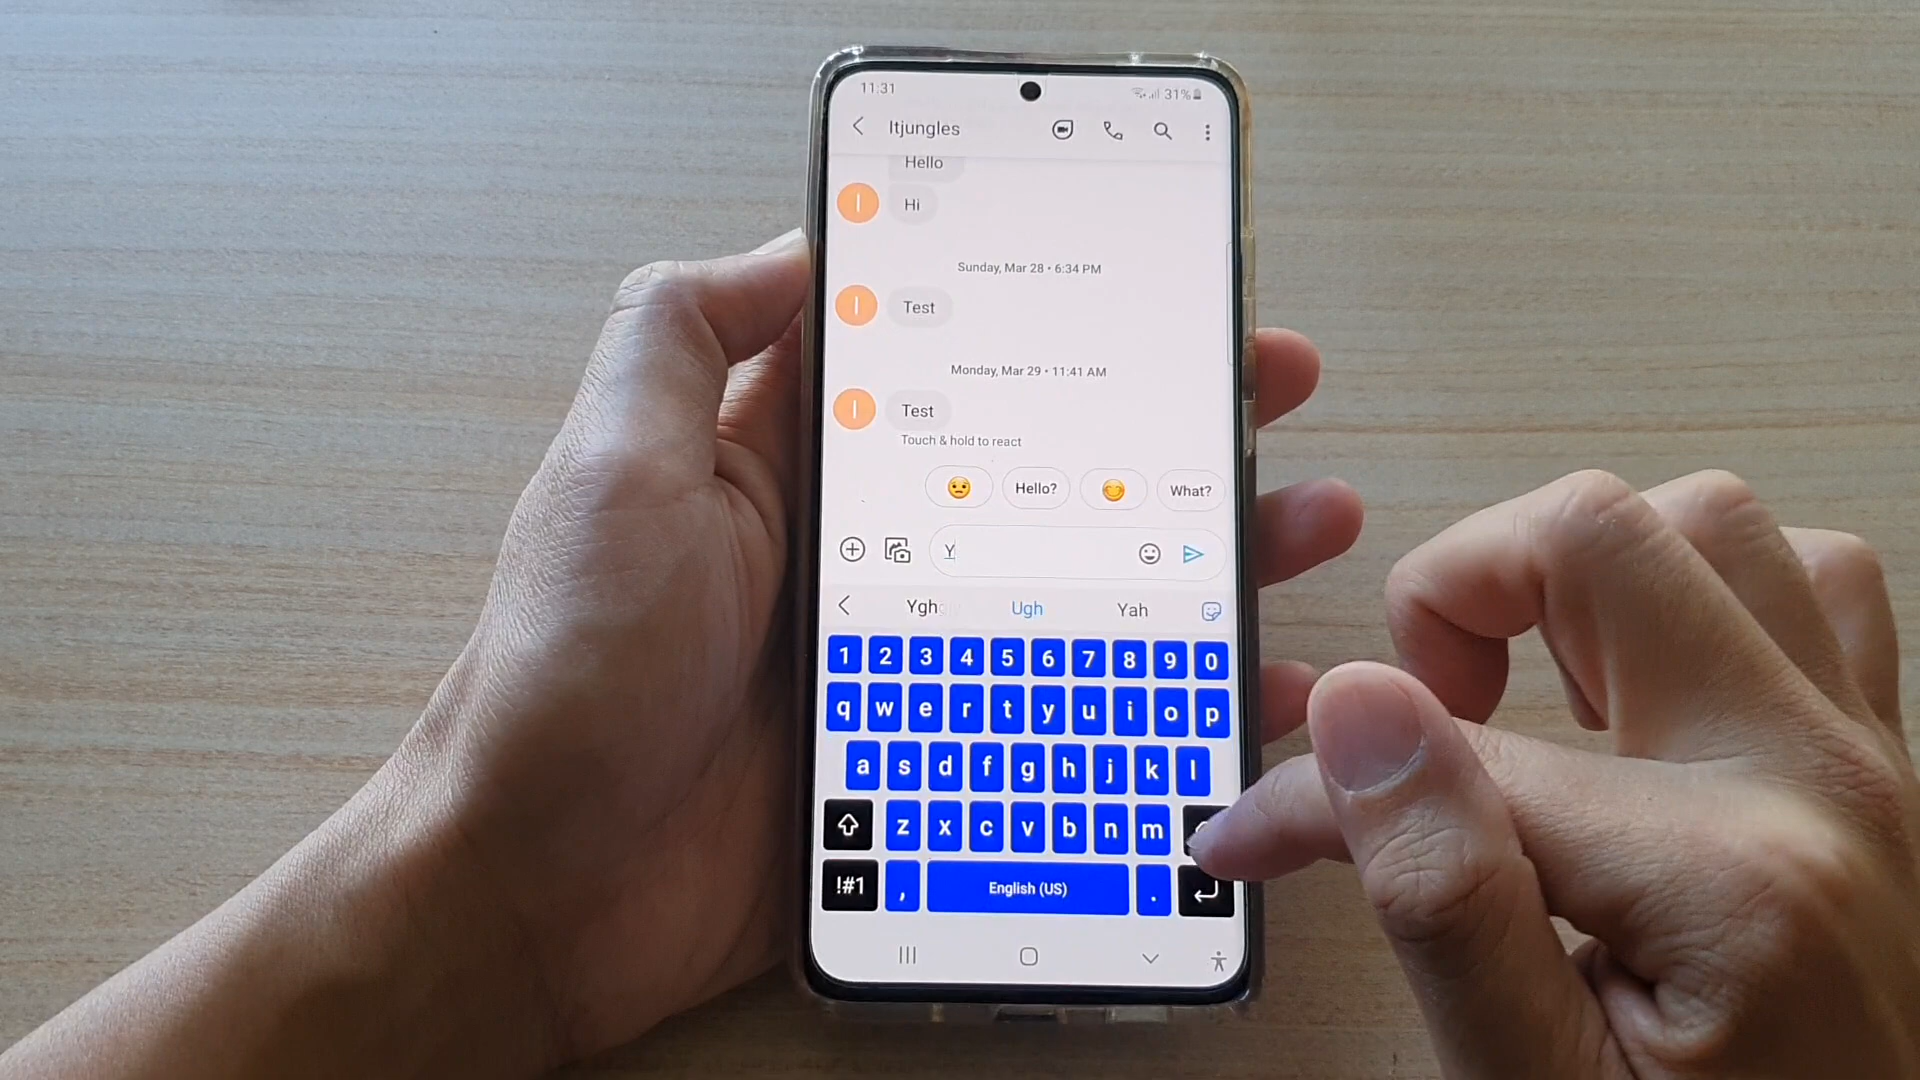 11:31 31%
Itjungles
Hello
Hi
Sunday, Mar 28 • 6:34 PM
Test
Monday, Mar 29 • 11:41 AM
Test
Touch & hold to react
Hello? What?
Y
Ygh Ugh Yah
1 2 3 4 5 6 7 8 9 0
q w e r t y u i o p
a s d f g h j k l
z x c v b n m
!#1 , English (US) .